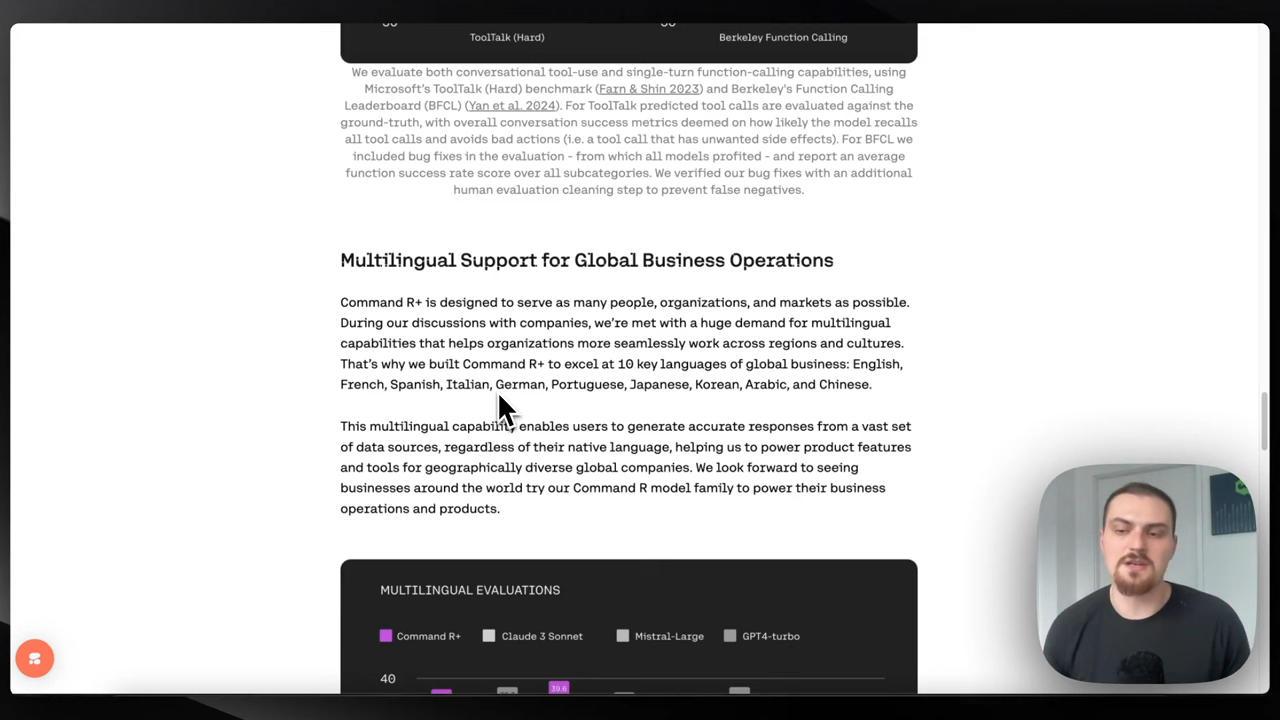 ToolTalk (Hard)
Berkeley Function Calling
We evaluate both conversational tool-use and single-turn function-calling capabilities, using
Microsoft's ToolTalk (Hard) benchmark (Farn & Shin 2023) and Berkeley's Function Calling
Leaderboard (BFCL) (Yan et al. 2024). For ToolTalk predicted tool calls are evaluated against the
ground-truth, with overall conversation success metrics deemed on how likely the model recalls
all tool calls and avoids bad actions (i.e. a tool call that has unwanted side effects). For BFCL we
included bug fixes in the evaluation - from which all models profited - and report an average
function success rate score over all subcategories. We verified our bug fixes with an additional
human evaluation cleaning step to prevent false negatives.
Multilingual Support for Global Business Operations
Command R+ is designed to serve as many people, organizations, and markets as possible.
During our discussions with companies, we're met with a huge demand for multilingual
capabilities that helps organizations more seamlessly work across regions and cultures.
That's why we built Command R+ to excel at 10 key languages of global business: English,
French, Spanish, Italian, German, Portuguese, Japanese, Korean, Arabic, and Chinese.
This multilingual capability enables users to generate accurate responses from a vast set
of data sources, regardless of their native language, helping us to power product features
and tools for geographically diverse global companies. We look forward to seeing
businesses around the world try our Command R model family to power their business
operations and products.
MULTILINGUAL EVALUATIONS
Command R+
Claude 3 Sonnet
Mistral-Large
GPT4-turbo
40
39.6